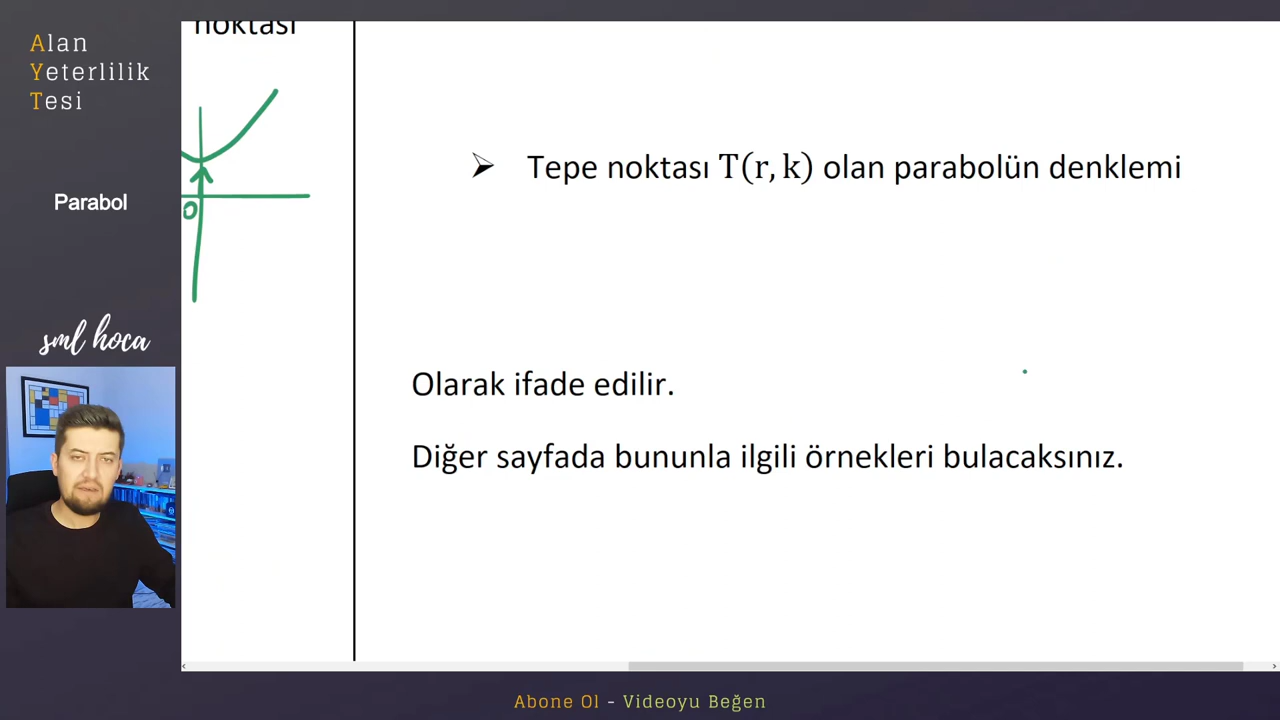 Alan
Yeterlilik
Tesi
Parabol
sml hoca
noktası
0
➢ Tepe noktası T(r, k) olan parabolün denklemi
Olarak ifade edilir.
Diğer sayfada bununla ilgili örnekleri bulacaksınız.
Abone Ol - Videoyu Beğen